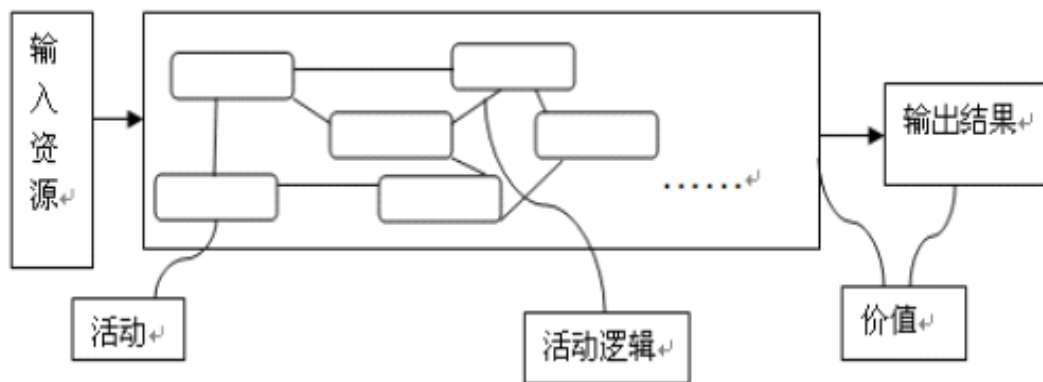 输
入
资
源
......
输出结果
活动
活动逻辑
价值